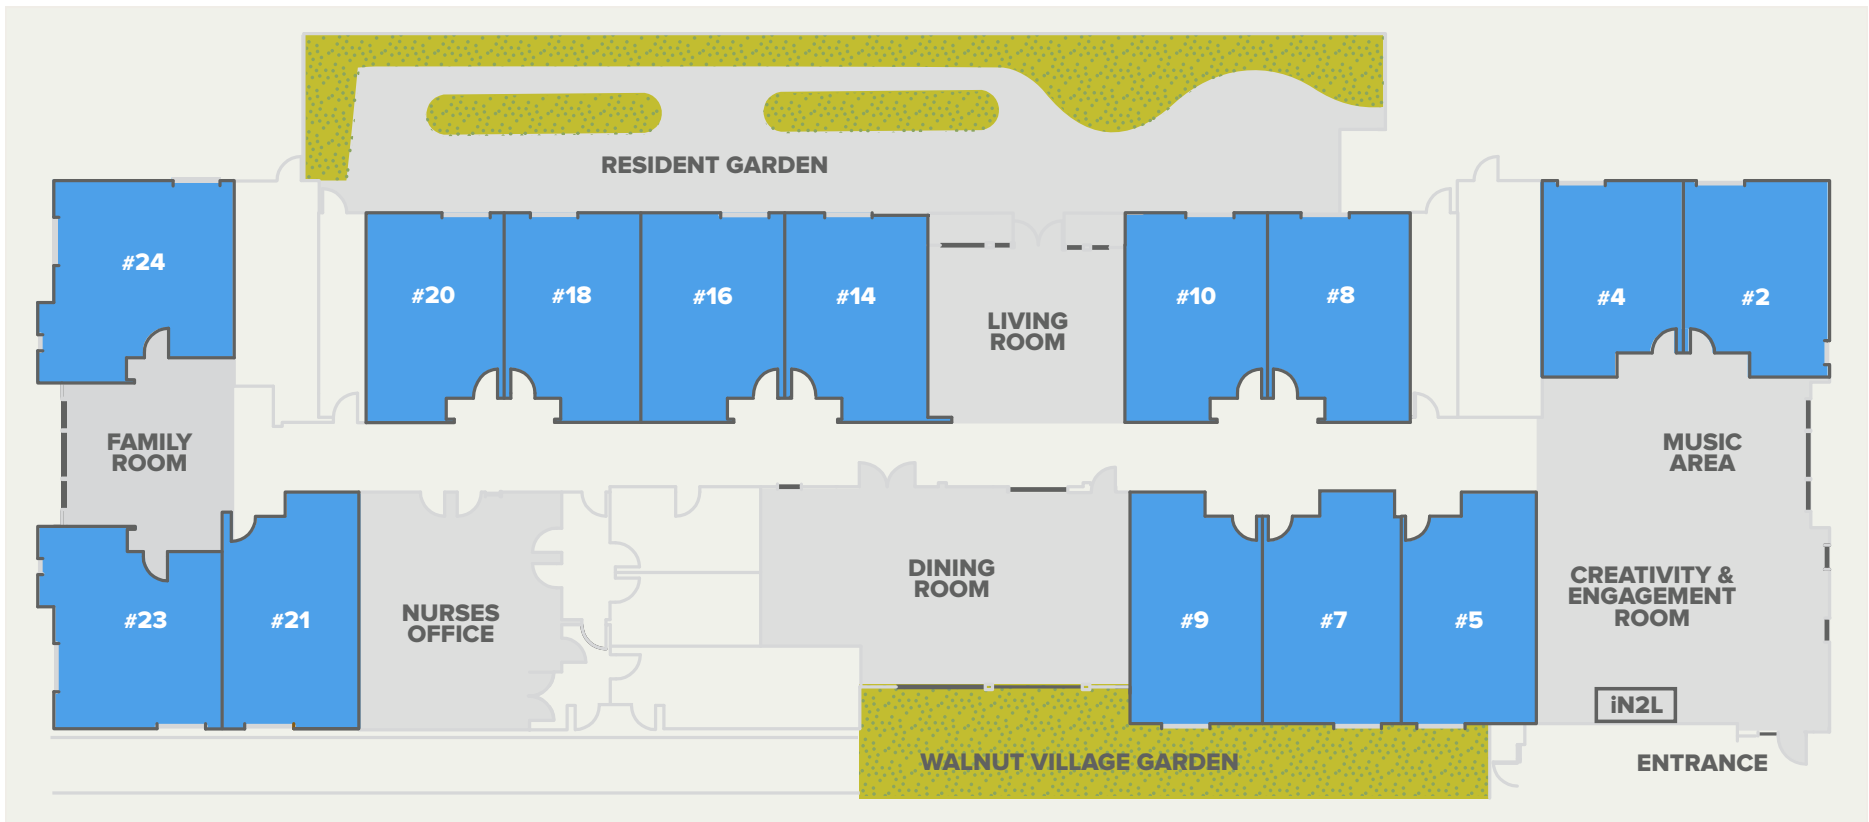 RESIDENT GARDEN
#24
#20
#18
#16
#14
LIVING
ROOM
#10
#8
#4
#2
FAMILY
ROOM
MUSIC
AREA
#23
#21
NURSES
OFFICE
DINING
ROOM
#9
#7
#5
CREATIVITY &
ENGAGEMENT
ROOM
iN2L
WALNUT VILLAGE GARDEN
ENTRANCE